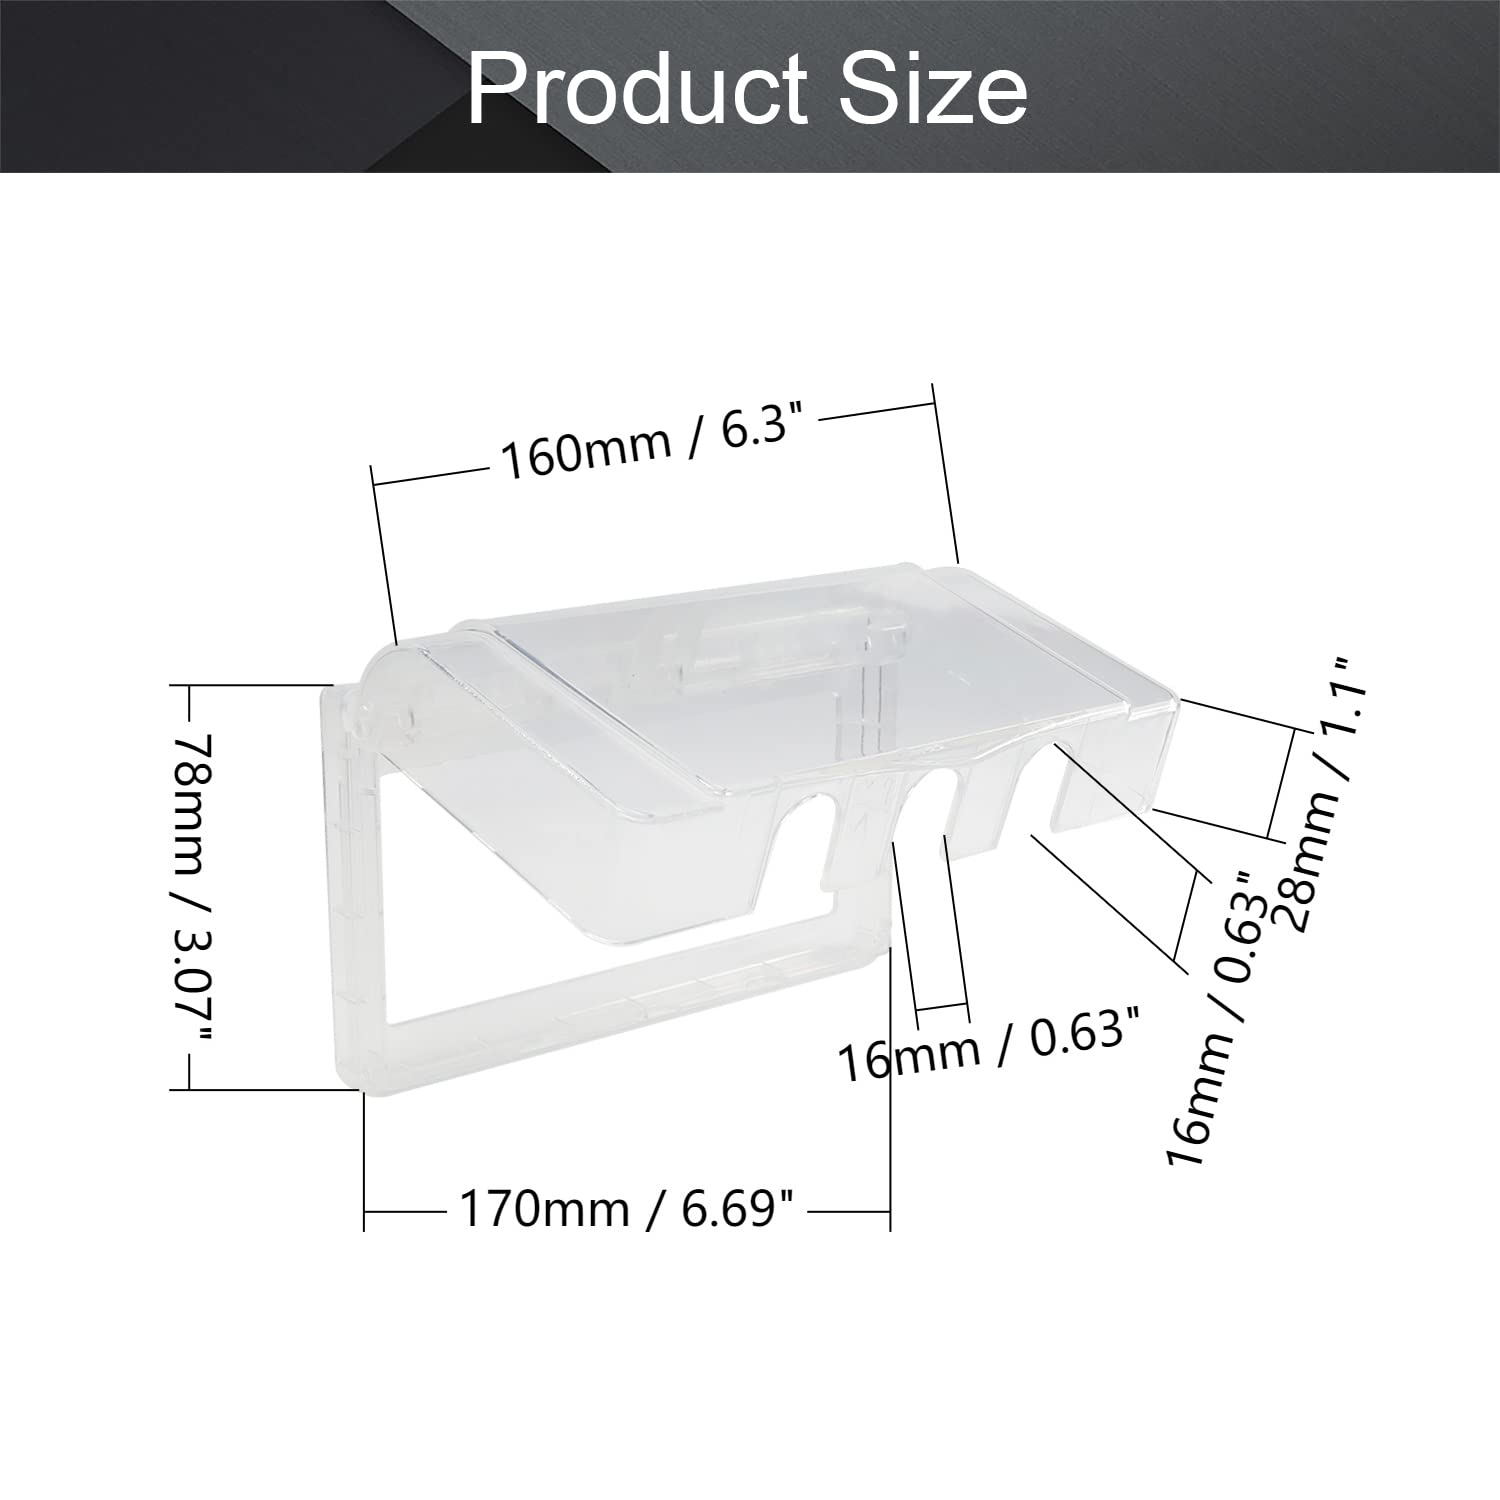 Product Size
160mm / 6.3"
78mm / 3.07"
28mm / 1.1"
16mm / 0.63"
16mm / 0.63"
170mm / 6.69"